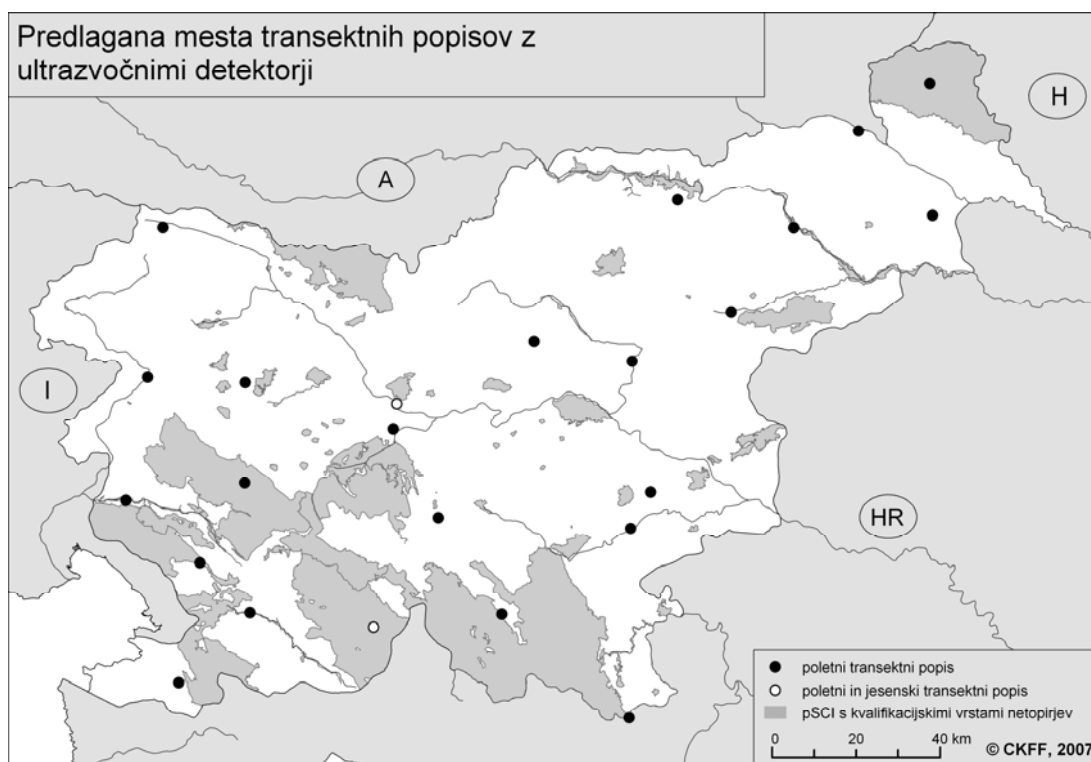 Predlagana mesta transektnih popisov z
ultrazvočnimi detektorji
H
A
I
HR
poletni transektni popis
poletni in jesenski transektni popis
pSCI s kvalifikacijskimi vrstami netopirjev
0 20 40 km
© CKFF, 2007